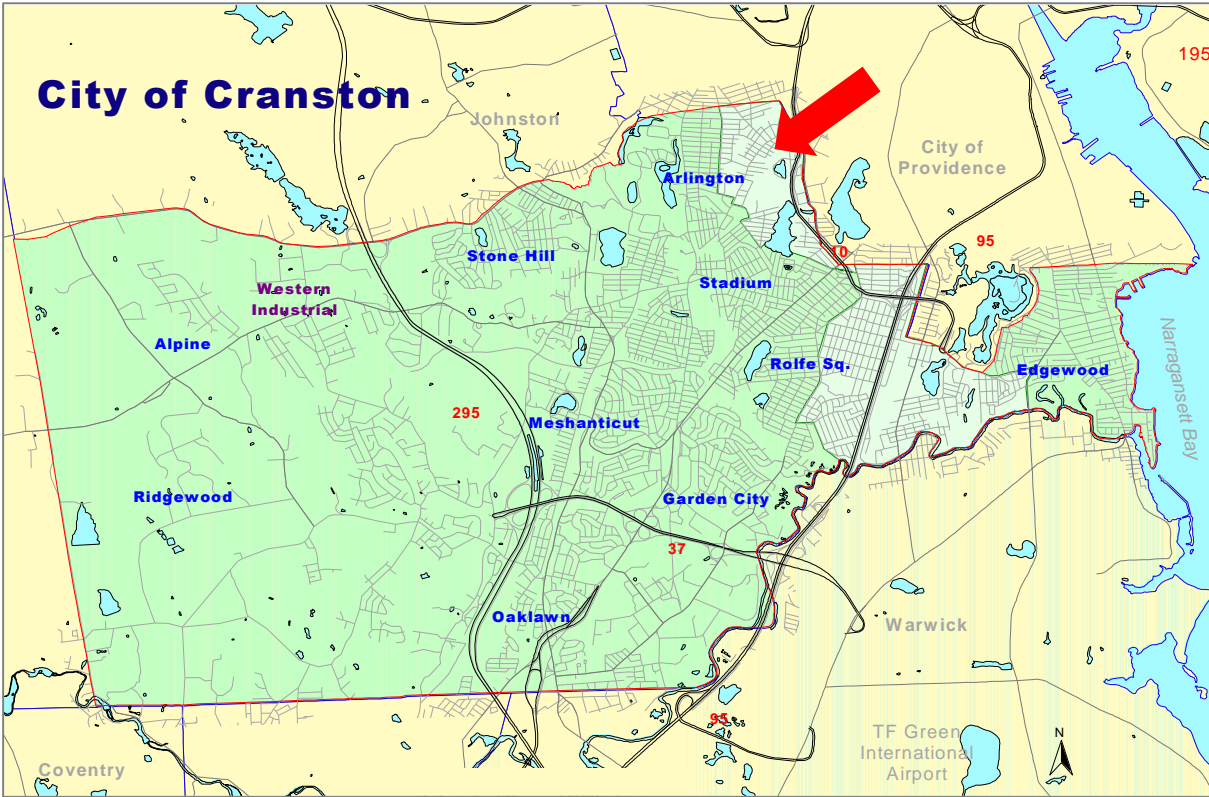 195
City of Cranston
Johnston
City of
Providence
Arlington
10
95
Stone Hill
Stadium
Western
Industrial
Narragansett Bay
Alpine
Rolfe Sq.
Edgewood
295
Meshanticut
Ridgewood
Garden City
37
Oaklawn
Warwick
95
TF Green
International
Airport
N
Coventry